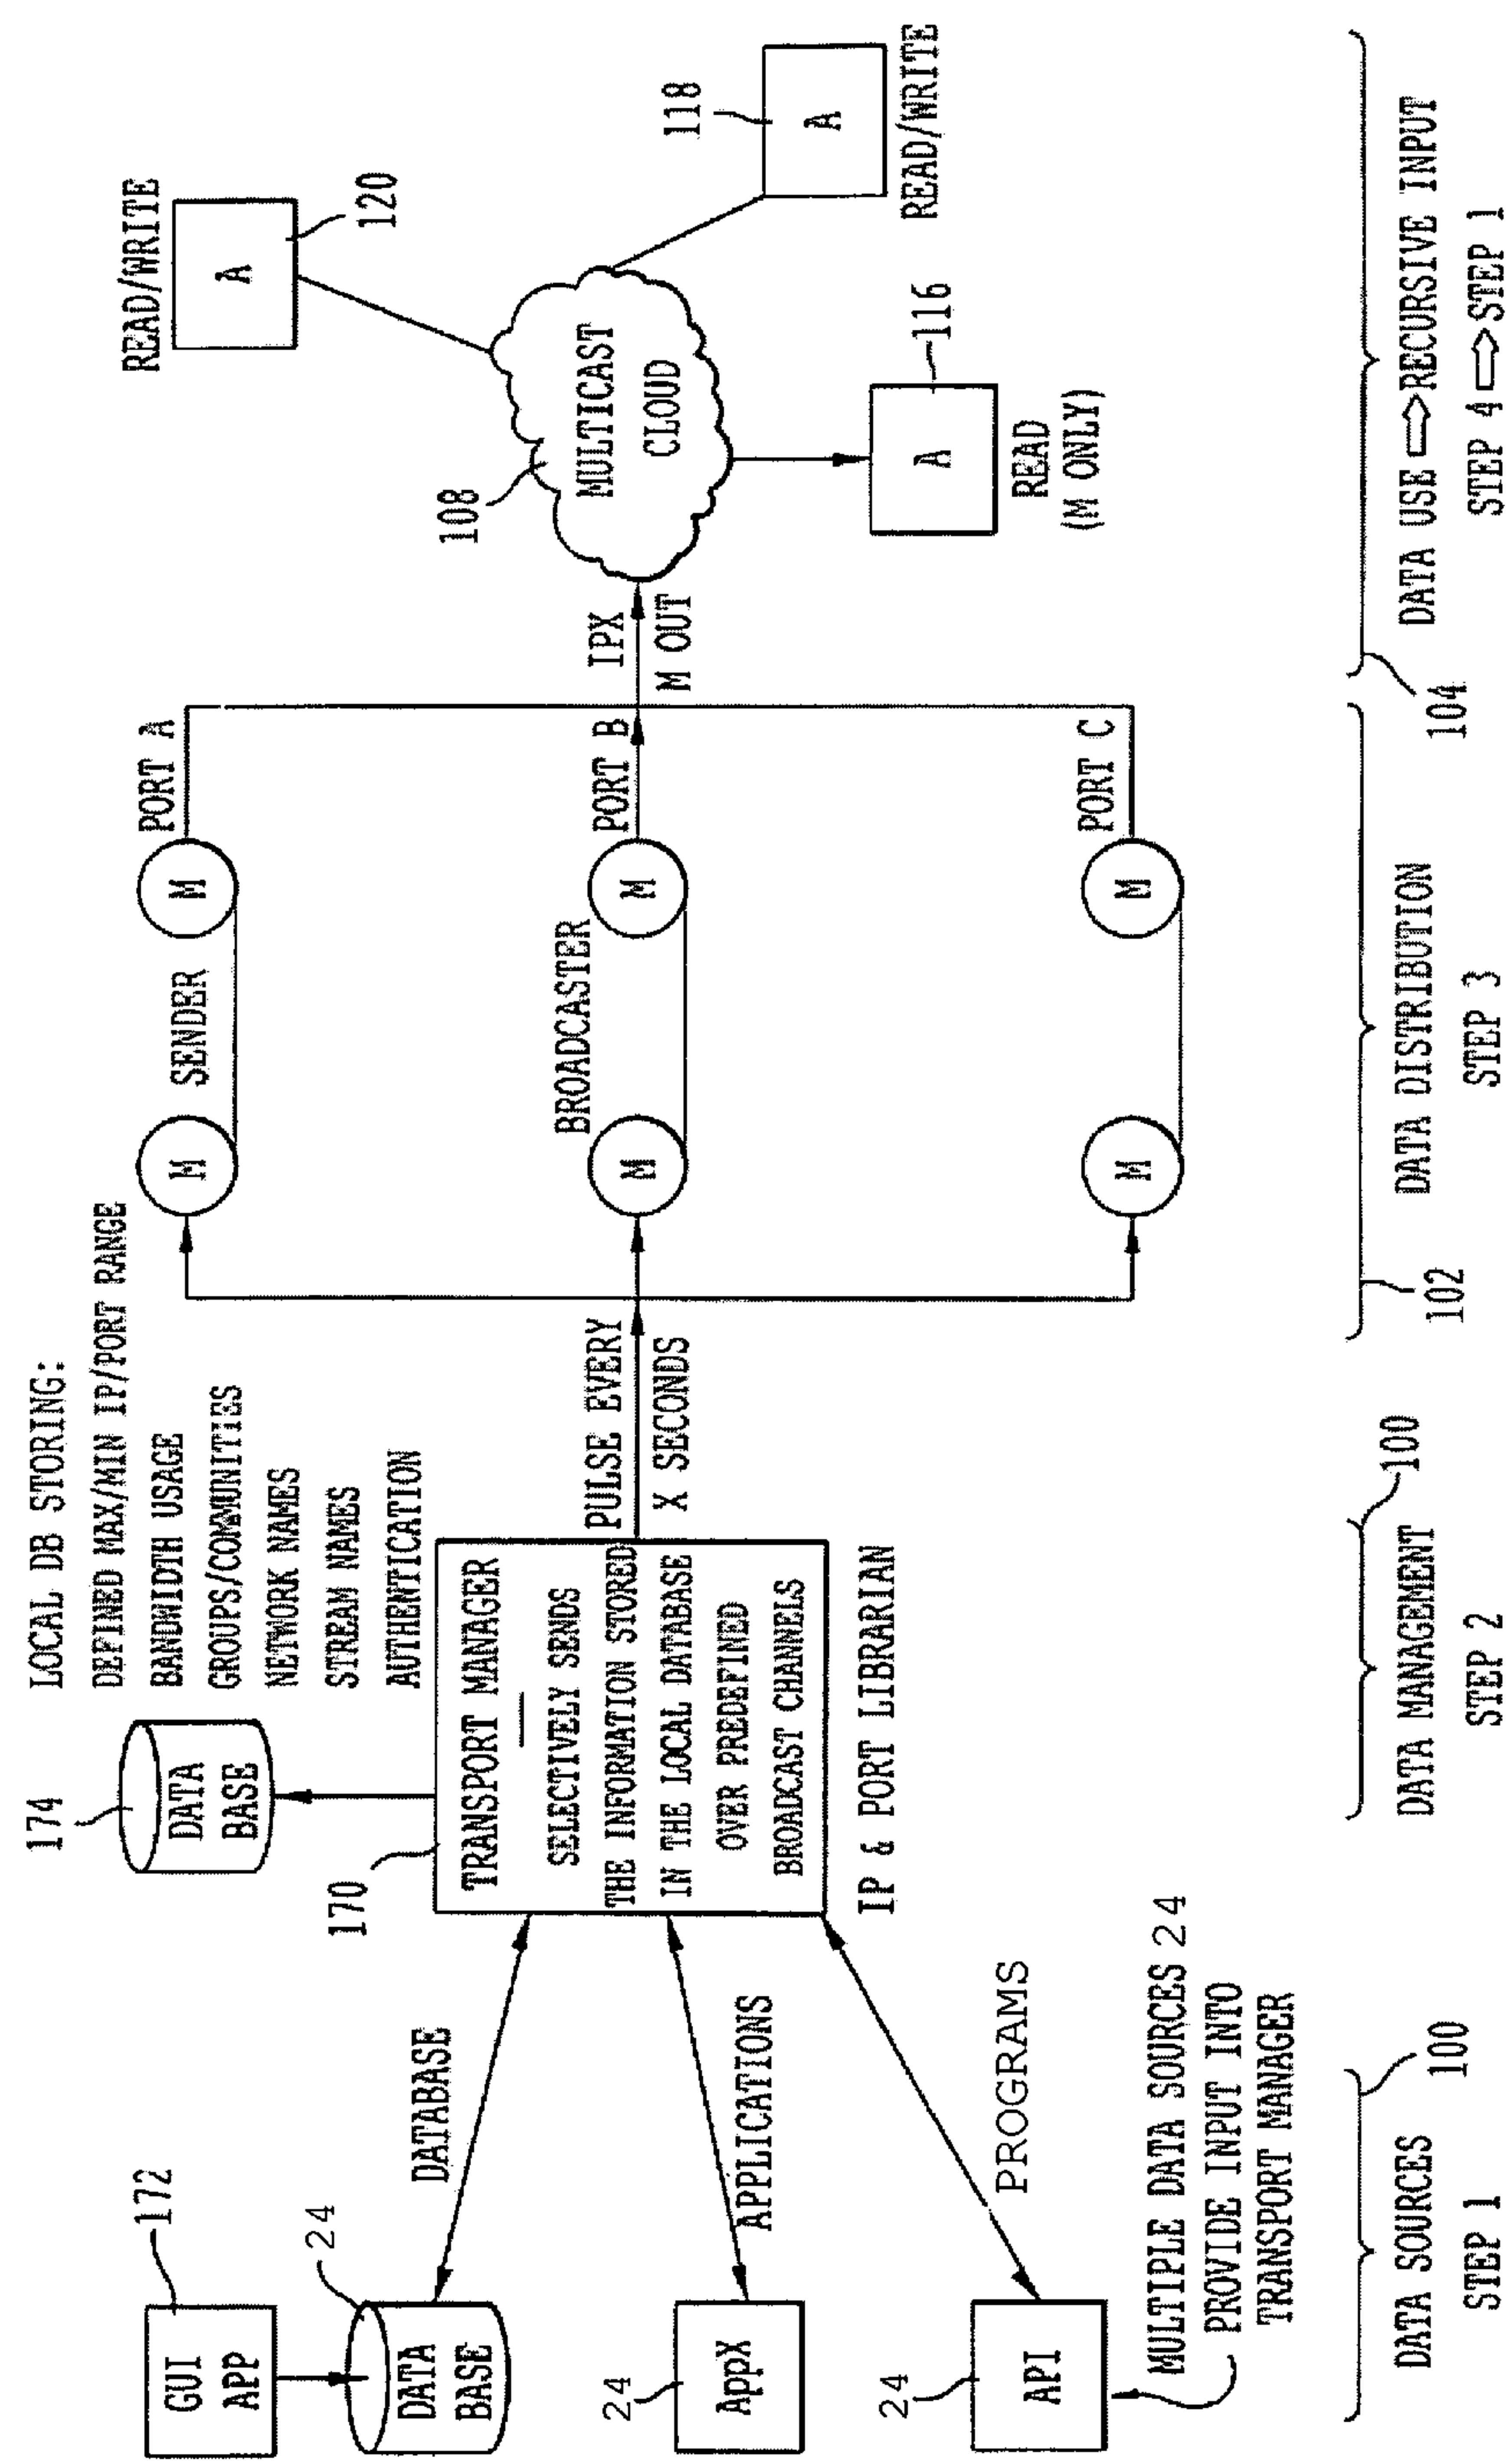 LOCAL DB STORING:
DEFINED MAX/MIN IP/PORT RANGE
BANDWIDTH USAGE
GROUPS/COMMUNITIES
NETWORK NAMES
STREAM NAMES
AUTHENTICATION
172
GUI
APP
24
DATA
BASE
24
AppX
24
API
DATABASE
APPLICATIONS
PROGRAMS
MULTIPLE DATA SOURCES 24
PROVIDE INPUT INTO
TRANSPORT MANAGER
174
DATA
BASE
170
TRANSPORT MANAGER
SELECTIVELY SENDS
THE INFORMATION STORED
IN THE LOCAL DATABASE
OVER PREDEFINED
BROADCAST CHANNELS
IP & PORT LIBRARIAN
PULSE EVERY
X SECONDS
M
SENDER
M
PORT A
BROADCASTER
M
M
PORT B
M
M
PORT C
IPX
M OUT
108
MULTICAST
CLOUD
READ/WRITE
A
120
118
A
READ/WRITE
A
116
READ
(M ONLY)
100
DATA SOURCES
STEP 1
100
DATA MANAGEMENT
STEP 2
102
DATA DISTRIBUTION
STEP 3
104
DATA USE ⇨ RECURSIVE INPUT
STEP 4 ⇨ STEP 1